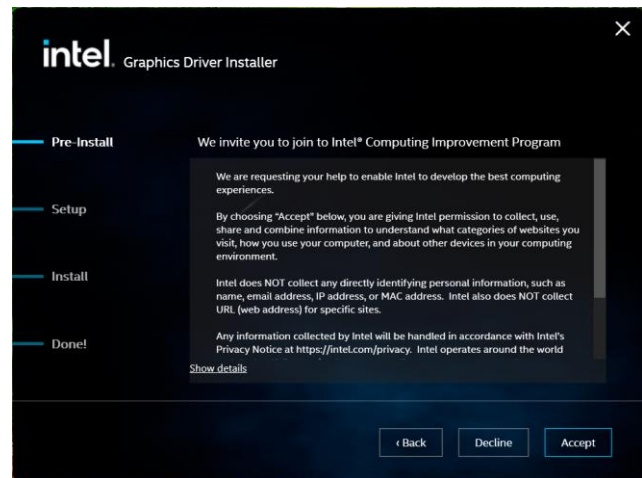 intel. Graphics Driver Installer
Pre-Install
We invite you to join to Intel® Computing Improvement Program
We are requesting your help to enable Intel to develop the best computing
experiences.
Setup
By choosing "Accept" below, you are giving Intel permission to collect, use,
share and combine information to understand what categories of websites you
visit, how you use your computer, and about other devices in your computing
environment.
Install
Intel does NOT collect any directly identifying personal information, such as
name, email address, IP address, or MAC address. Intel also does NOT collect
URL (web address) for specific sites.
Done!
Any information collected by Intel will be handled in accordance with Intel's
Privacy Notice at https://intel.com/privacy. Intel operates around the world
Show details
‹ Back
Decline
Accept